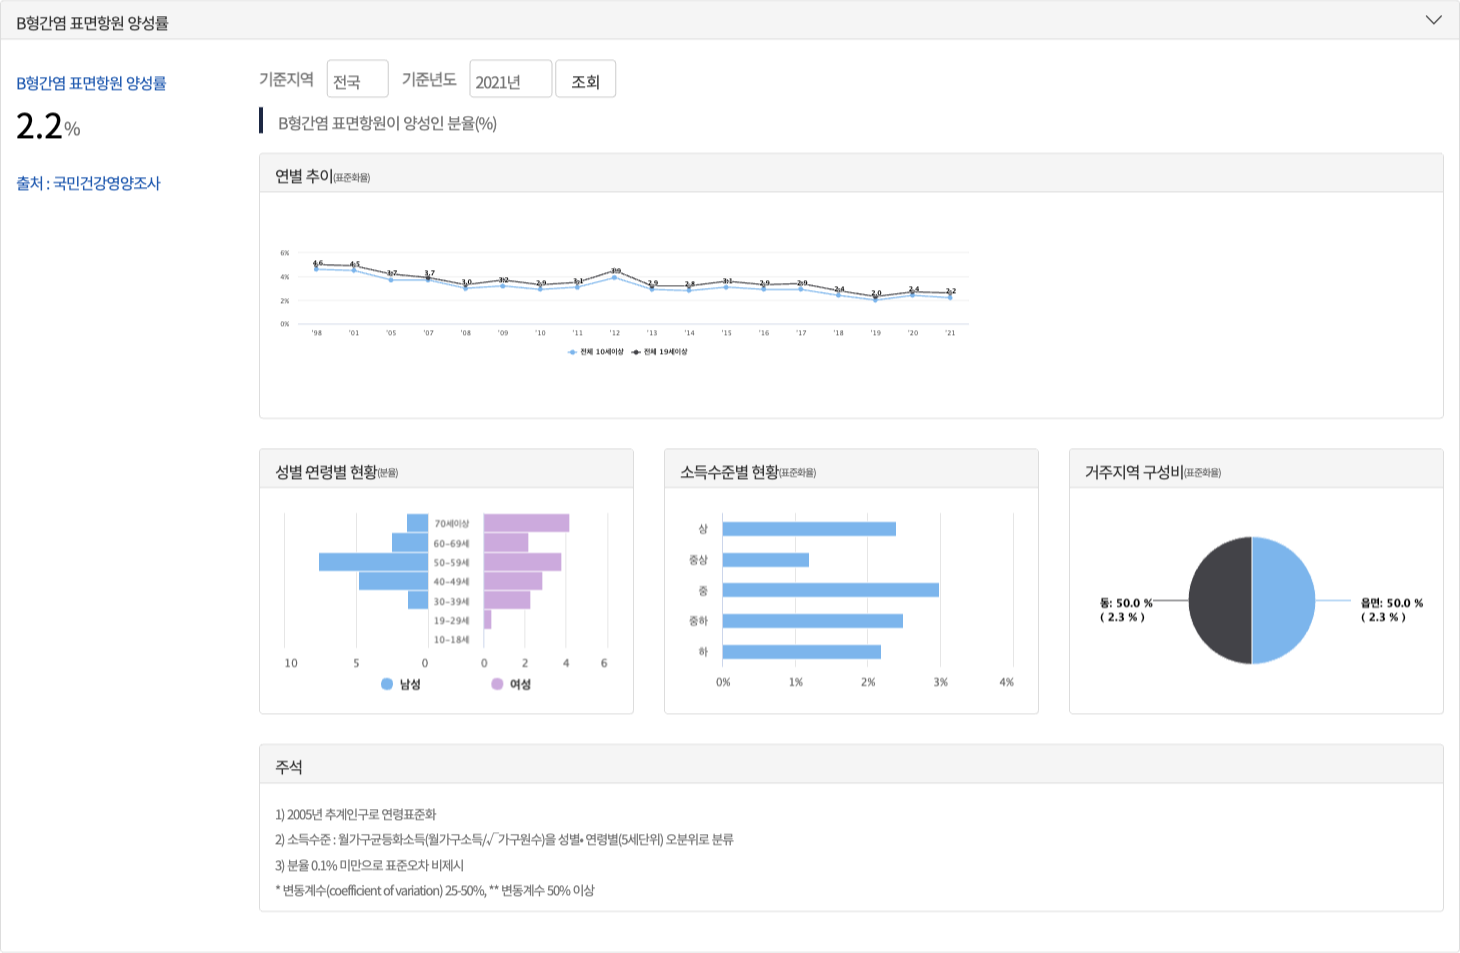 B형간염 표면항원 양성률
B형간염 표면항원 양성률
2.2%
출처 : 국민건강영양조사
기준지역 전국 기준년도 2021년 조회
B형간염 표면항원이 양성인 분율(%)
연별 추이(표준화율)
6%
4%
2%
0%
4.6 4.5 3.7 3.7 3.0 3.2 2.9 3.1 3.9 2.9 2.8 3.1 2.9 2.9 2.4 2.0 2.4 2.2
'98 '01 '05 '07 '08 '09 '10 '11 '12 '13 '14 '15 '16 '17 '18 '19 '20 '21
전체 10세이상 전체 19세이상
성별 연령별 현황(분율)
70세이상
60-69세
50-59세
40-49세
30-39세
19-29세
10-18세
10 5 0 0 2 4 6
남성 여성
소득수준별 현황(표준화율)
상
중상
중
중하
하
0% 1% 2% 3% 4%
거주지역 구성비(표준화율)
동: 50.0 %
( 2.3 % )
읍면: 50.0 %
( 2.3 % )
주석
1) 2005년 추계인구로 연령표준화
2) 소득수준 : 월가구균등화소득(월가구소득/√가구원수)을 성별• 연령별(5세단위) 오분위로 분류
3) 분율 0.1% 미만으로 표준오차 비제시
* 변동계수(coefficient of variation) 25-50%, ** 변동계수 50% 이상